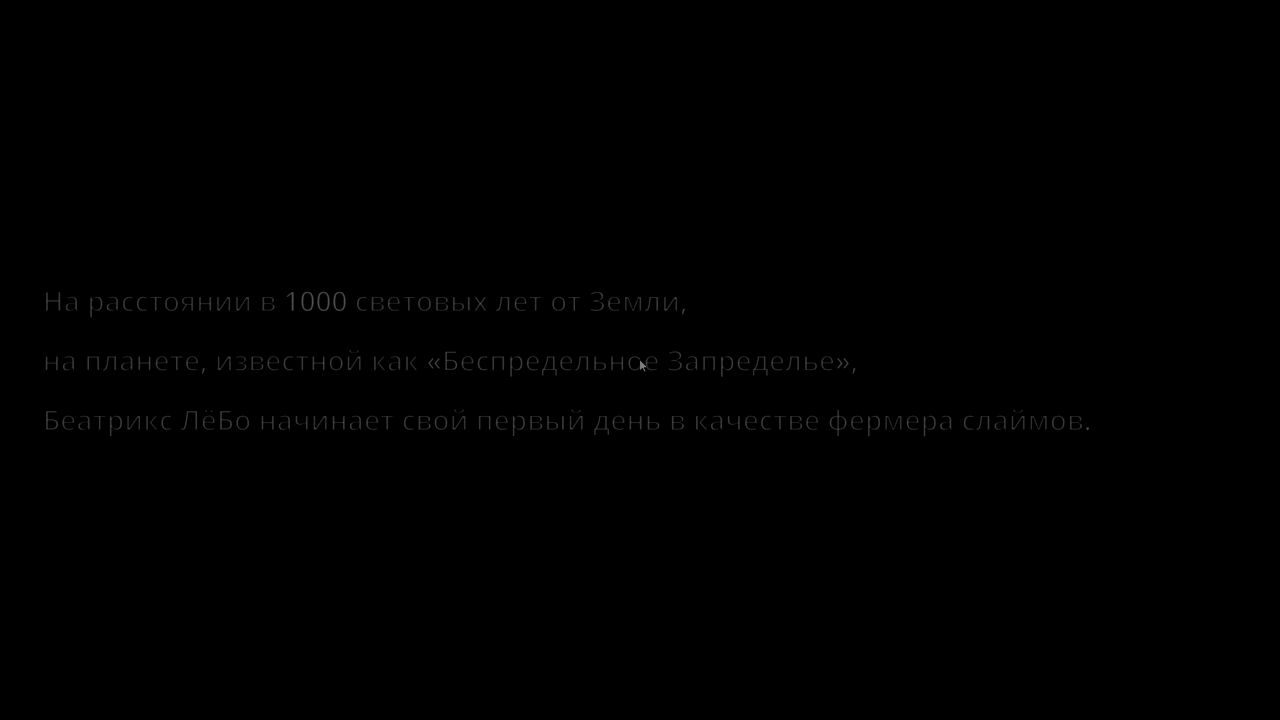 На расстоянии в 1000 световых лет от Земли,
на планете, известной как «Беспредельное Запределье»,
Беатрикс ЛёБо начинает свой первый день в качестве фермера слаймов.